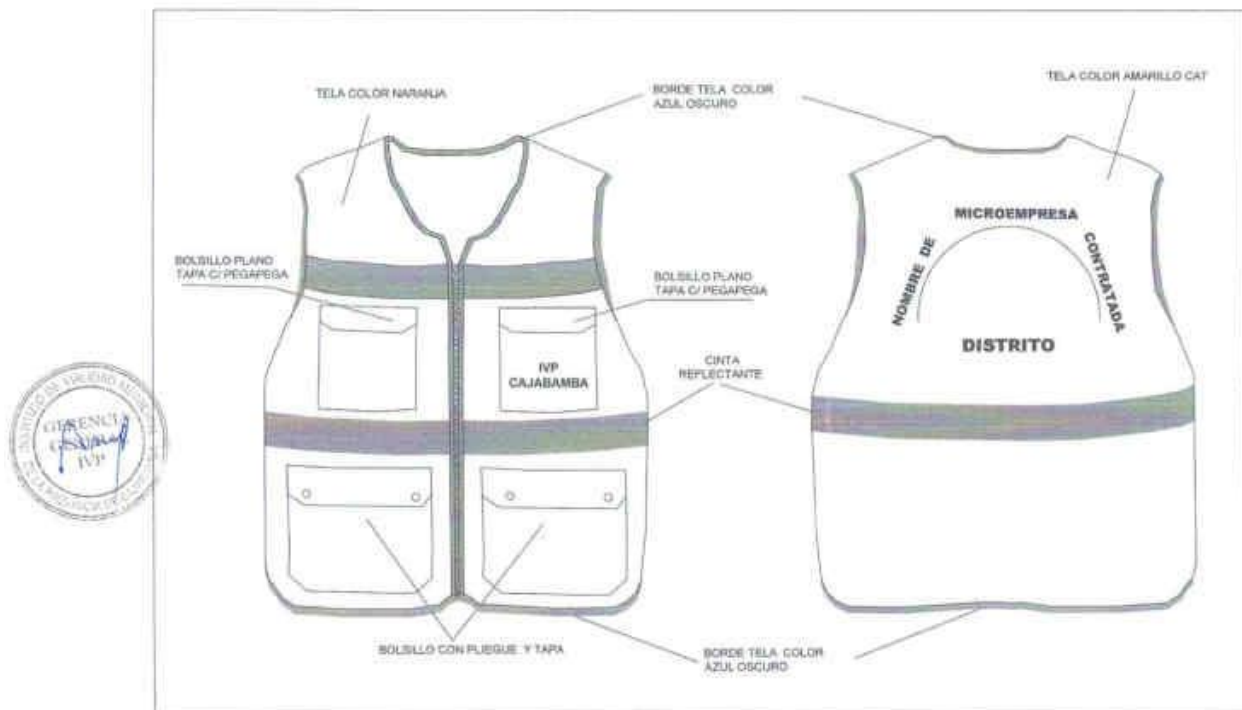 TELA COLOR NARANJA
BORDE TELA COLOR
AZUL OSCURO
TELA COLOR AMARILLO CAT
BOLSILLO PLANO
TAPA C/ PEGAPEGA
BOLSILLO PLANO
TAPA C/ PEGAPEGA
IVP
CAJABAMBA
CINTA
REFLECTANTE
NOMBRE DE MICROEMPRESA CONTRATADA
DISTRITO
BOLSILLO CON PLIEGUE Y TAPA
BORDE TELA COLOR
AZUL OSCURO
GERENCI
IVP